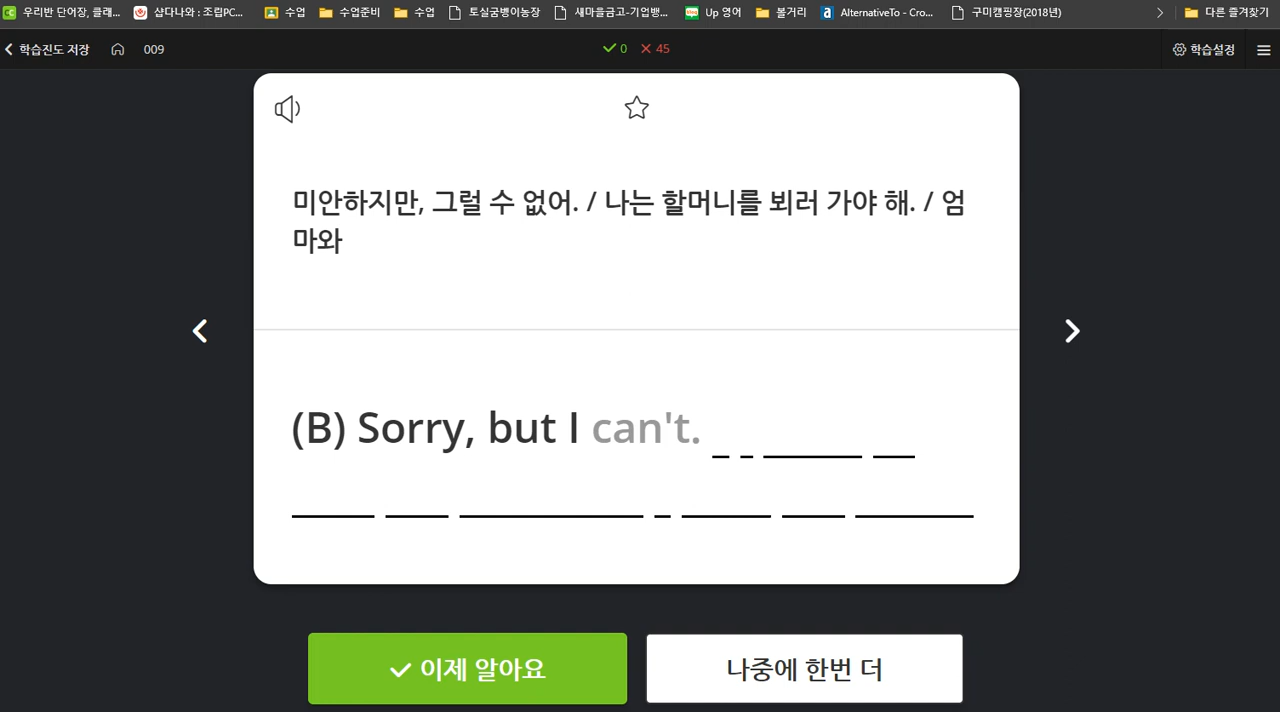 우리반 단어장, 클래... 샵다나와 : 조립PC... 수업 수업준비 수업 토실굼벵이농장 새마을금고-기업뱅... Up 영어 볼거리 AlternativeTo - Cro... 구미캠핑장(2018년) 다른 즐겨찾기
학습진도 저장 009 0 45 학습설정
미안하지만, 그럴 수 없어. / 나는 할머니를 뵈러 가야 해. / 엄
마와
(B) Sorry, but I can't.
이제 알아요 나중에 한번 더